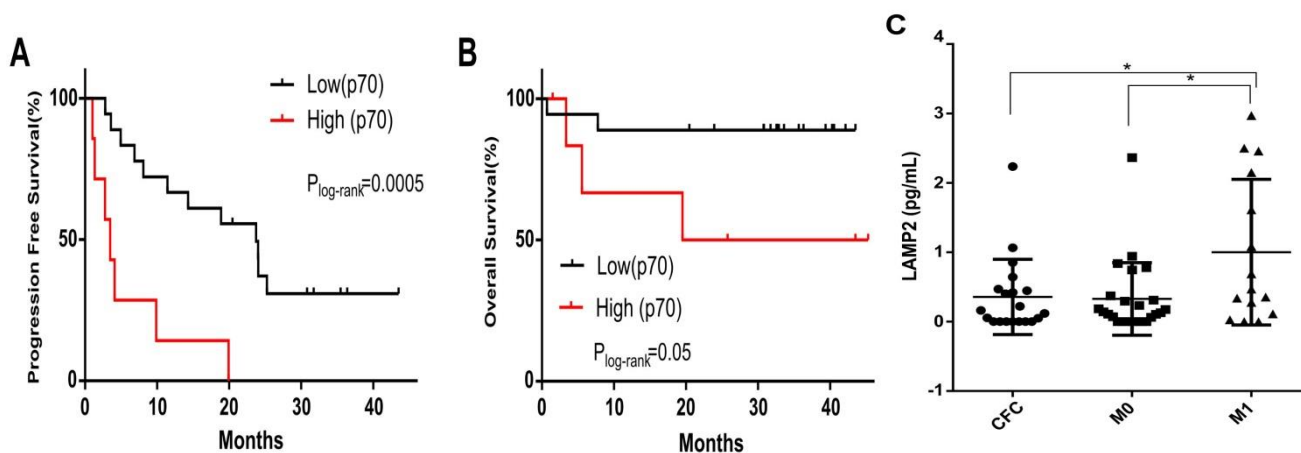 A
Progression Free Survival(%)
100
50
0
Low(p70)
High (p70)
Plog-rank=0.0005
0 10 20 30 40
Months
B
Overall Survival(%)
100
50
0
Low(p70)
High (p70)
Plog-rank=0.05
0 10 20 30 40
Months
C
LAMP2 (pg/mL)
4
3
2
1
0
-1
*
*
CFC M0 M1